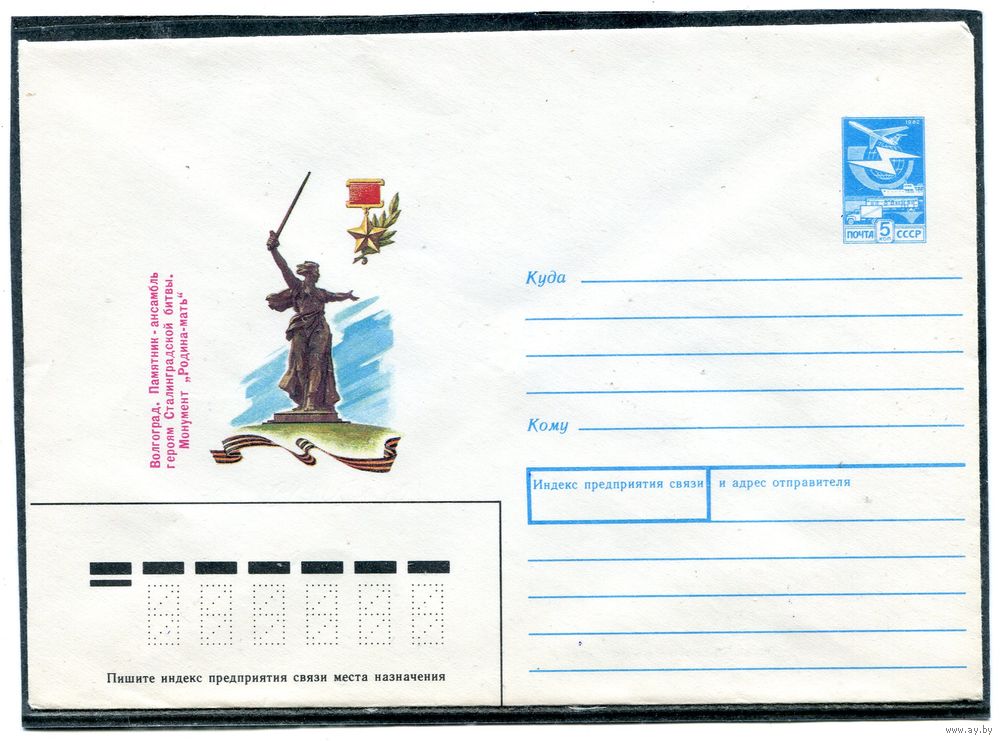 1982
ПОЧТА 5 КОП СССР
Волгоград. Памятник-ансамбль
героям Сталинградской битвы.
Монумент „Родина-мать“
Куда
Кому
Индекс предприятия связи и адрес отправителя
Пишите индекс предприятия связи места назначения
www.ay.by